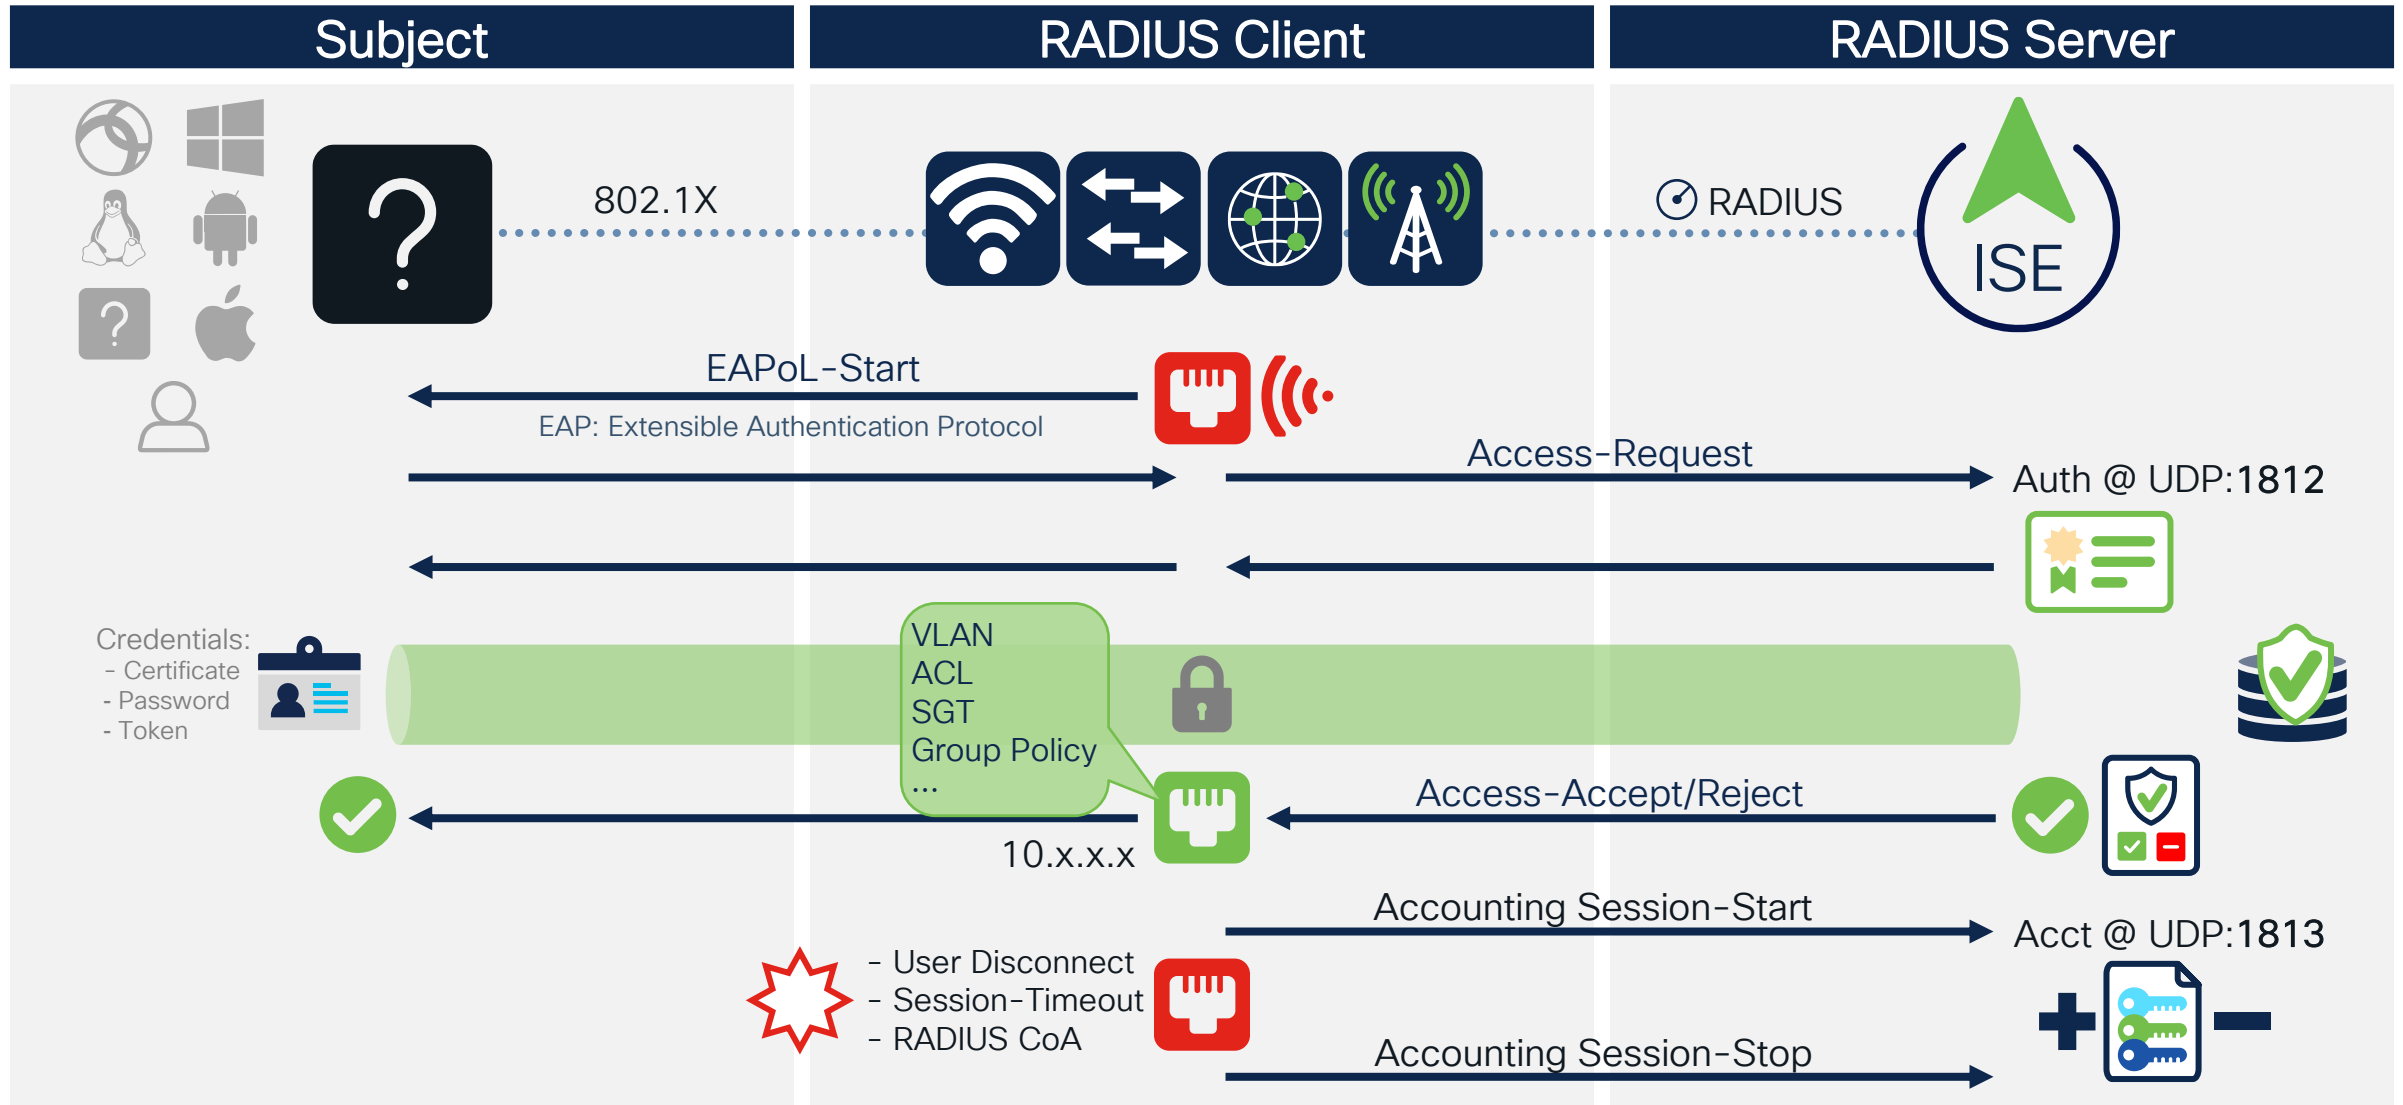 Subject
RADIUS Client
RADIUS Server
802.1X
RADIUS
ISE
EAPoL-Start
EAP: Extensible Authentication Protocol
Access-Request
Auth @ UDP:1812
Credentials:
- Certificate
- Password
- Token
VLAN
ACL
SGT
Group Policy
...
Access-Accept/Reject
10.x.x.x
Accounting Session-Start
Acct @ UDP:1813
- User Disconnect
- Session-Timeout
- RADIUS CoA
Accounting Session-Stop